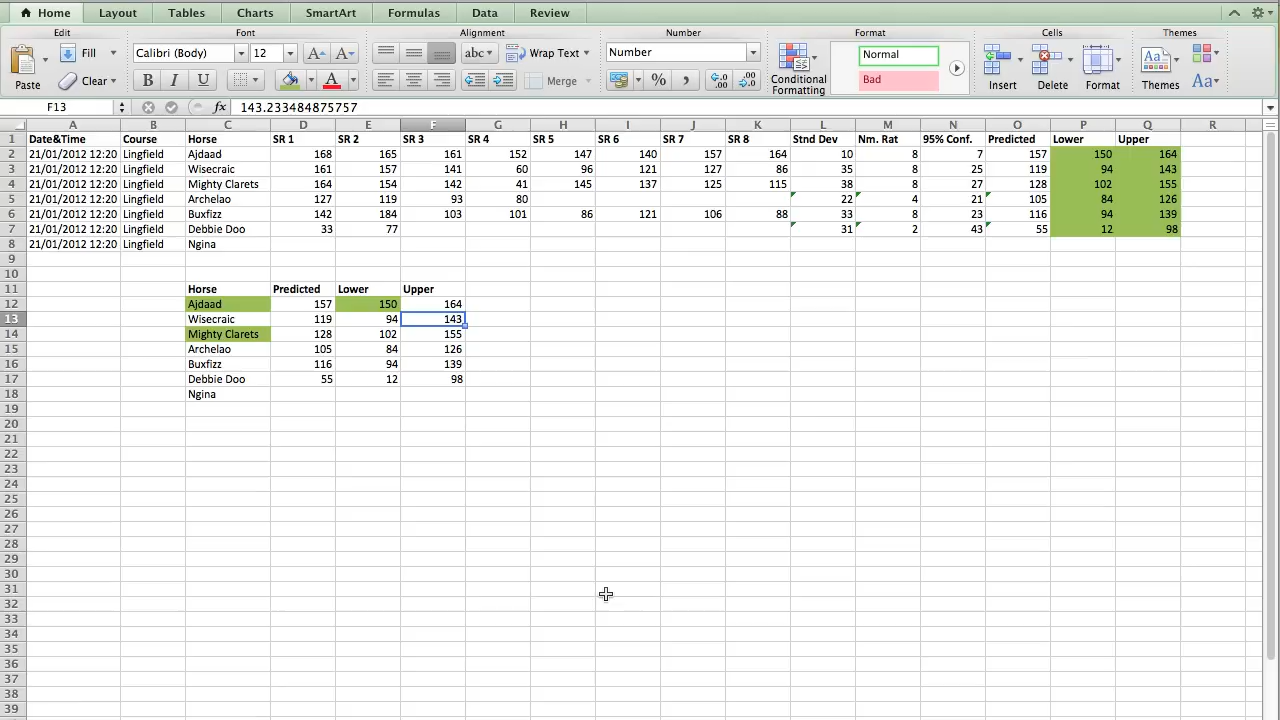 Home Layout Tables Charts SmartArt Formulas Data Review
Edit Font Alignment Number Format Cells Themes
Fill Calibri (Body) 12 A A abc Wrap Text Number Normal
Paste Clear B I U A Merge % , .0 .00 .00 .0 Conditional Formatting Bad Insert Delete Format Themes Aa
F13 fx 143.233484875757
A B C D E F G H I J K L M N O P Q R
1 Date&Time Course Horse SR 1 SR 2 SR 3 SR 4 SR 5 SR 6 SR 7 SR 8 Stnd Dev Nm. Rat 95% Conf. Predicted Lower Upper
2 21/01/2012 12:20 Lingfield Ajdaad 168 165 161 152 147 140 157 164 10 8 7 157 150 164
3 21/01/2012 12:20 Lingfield Wisecraic 161 157 141 60 96 121 127 86 35 8 25 119 94 143
4 21/01/2012 12:20 Lingfield Mighty Clarets 164 154 142 41 145 137 125 115 38 8 27 128 102 155
5 21/01/2012 12:20 Lingfield Archelao 127 119 93 80 22 4 21 105 84 126
6 21/01/2012 12:20 Lingfield Buxfizz 142 184 103 101 86 121 106 88 33 8 23 116 94 139
7 21/01/2012 12:20 Lingfield Debbie Doo 33 77 31 2 43 55 12 98
8 21/01/2012 12:20 Lingfield Ngina
9
10
11 Horse Predicted Lower Upper
12 Ajdaad 157 150 164
13 Wisecraic 119 94 143
14 Mighty Clarets 128 102 155
15 Archelao 105 84 126
16 Buxfizz 116 94 139
17 Debbie Doo 55 12 98
18 Ngina
19
20
21
22
23
24
25
26
27
28
29
30
31
32
33
34
35
36
37
38
39